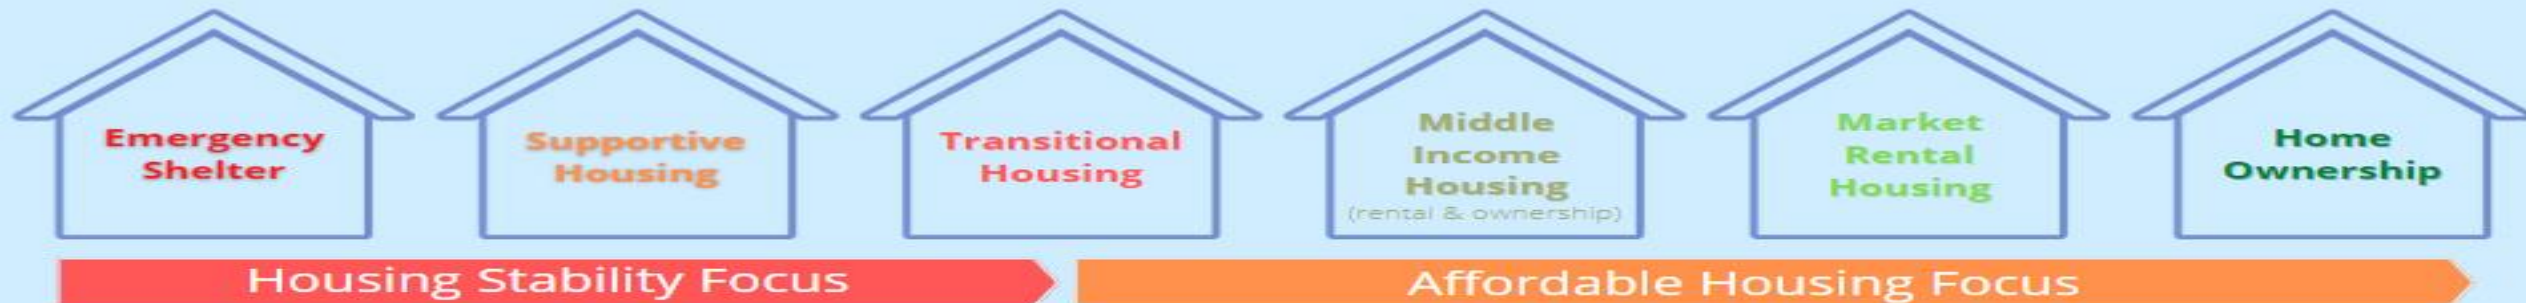 Emergency
Shelter
Supportive
Housing
Transitional
Housing
Middle
Income
Housing
(rental & ownership)
Market
Rental
Housing
Home
Ownership
Housing Stability Focus
Affordable Housing Focus